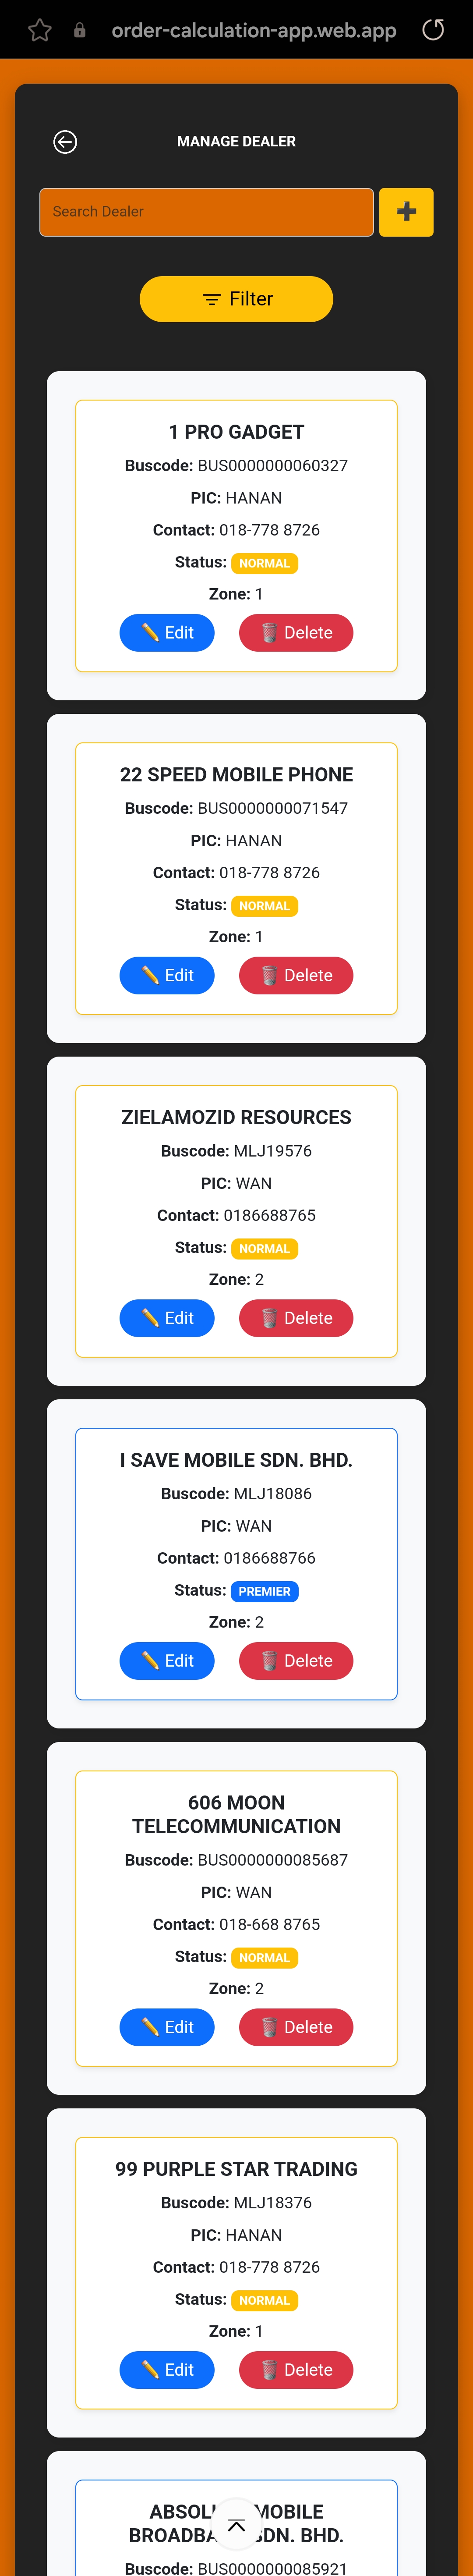 order-calculation-app.web.app
MANAGE DEALER
Search Dealer
Filter
1 PRO GADGET
Buscode: BUS0000000060327
PIC: HANAN
Contact: 018-778 8726
Status: NORMAL
Zone: 1
Edit Delete
22 SPEED MOBILE PHONE
Buscode: BUS0000000071547
PIC: HANAN
Contact: 018-778 8726
Status: NORMAL
Zone: 1
Edit Delete
ZIELAMOZID RESOURCES
Buscode: MLJ19576
PIC: WAN
Contact: 0186688765
Status: NORMAL
Zone: 2
Edit Delete
I SAVE MOBILE SDN. BHD.
Buscode: MLJ18086
PIC: WAN
Contact: 0186688766
Status: PREMIER
Zone: 2
Edit Delete
606 MOON
TELECOMMUNICATION
Buscode: BUS0000000085687
PIC: WAN
Contact: 018-668 8765
Status: NORMAL
Zone: 2
Edit Delete
99 PURPLE STAR TRADING
Buscode: MLJ18376
PIC: HANAN
Contact: 018-778 8726
Status: NORMAL
Zone: 1
Edit Delete
MOBILE
BHD.
Buscode: BUS0000000085921